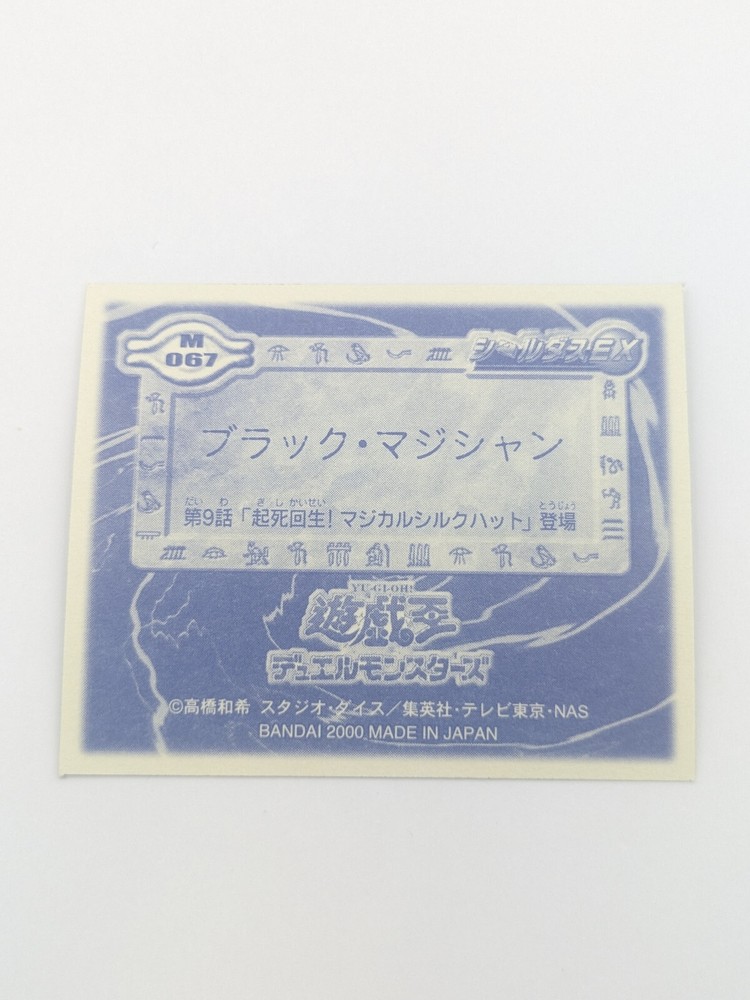 M
067
シールダスEX
ブラック・マジシャン
だい わ きしかいせい とうじょう
第9話「起死回生！マジカルシルクハット」登場
YU-GI-OH!
遊戯王
デュエルモンスターズ
©高橋和希 スタジオ・ダイス／集英社・テレビ東京・NAS
BANDAI 2000 MADE IN JAPAN